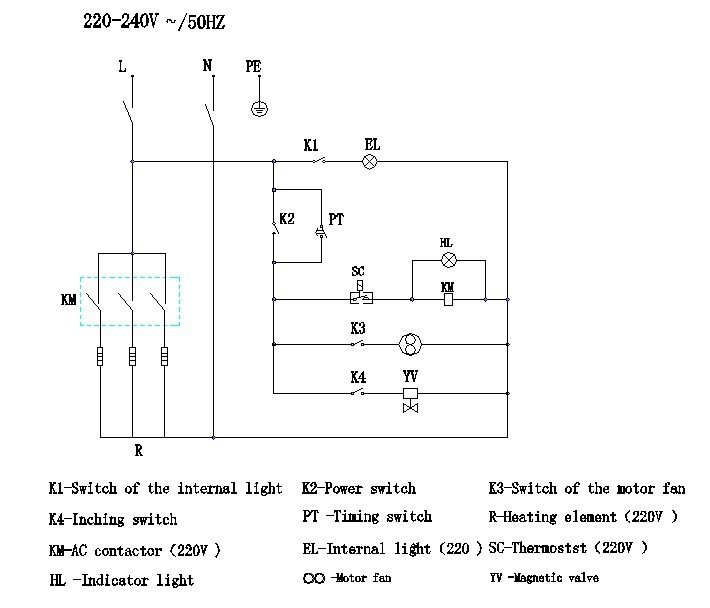 220-240V ~/50HZ
L N PE
K1 EL
K2 PT
HL
SC
KM
KM
K3
K4 YV
R
K1-Switch of the internal light K2-Power switch K3-Switch of the motor fan
K4-Inching switch PT -Timing switch R-Heating element (220V )
KM-AC contactor (220V ) EL-Internal light (220 ) SC-Thermostst (220V )
HL -Indicator light -Motor fan YV -Magnetic valve